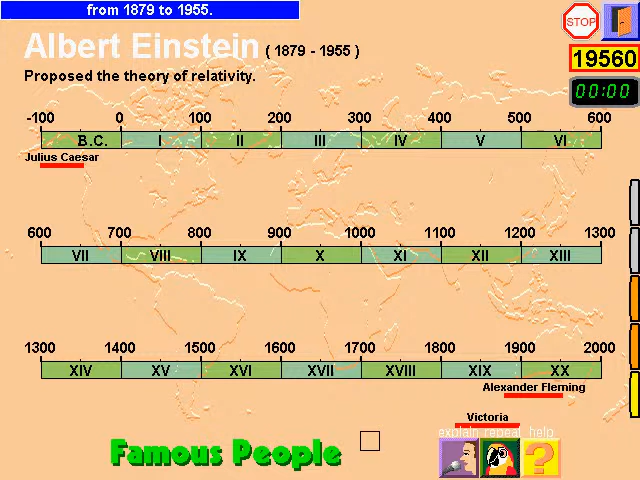 from 1879 to 1955.
STOP
Albert Einstein ( 1879 - 1955 )
19560
Proposed the theory of relativity.
00:00
-100 0 100 200 300 400 500 600
B.C. I II III IV V VI
Julius Caesar
600 700 800 900 1000 1100 1200 1300
VII VIII IX X XI XII XIII
1300 1400 1500 1600 1700 1800 1900 2000
XIV XV XVI XVII XVIII XIX XX
Alexander Fleming
Victoria
explain repeat help
Famous People
?